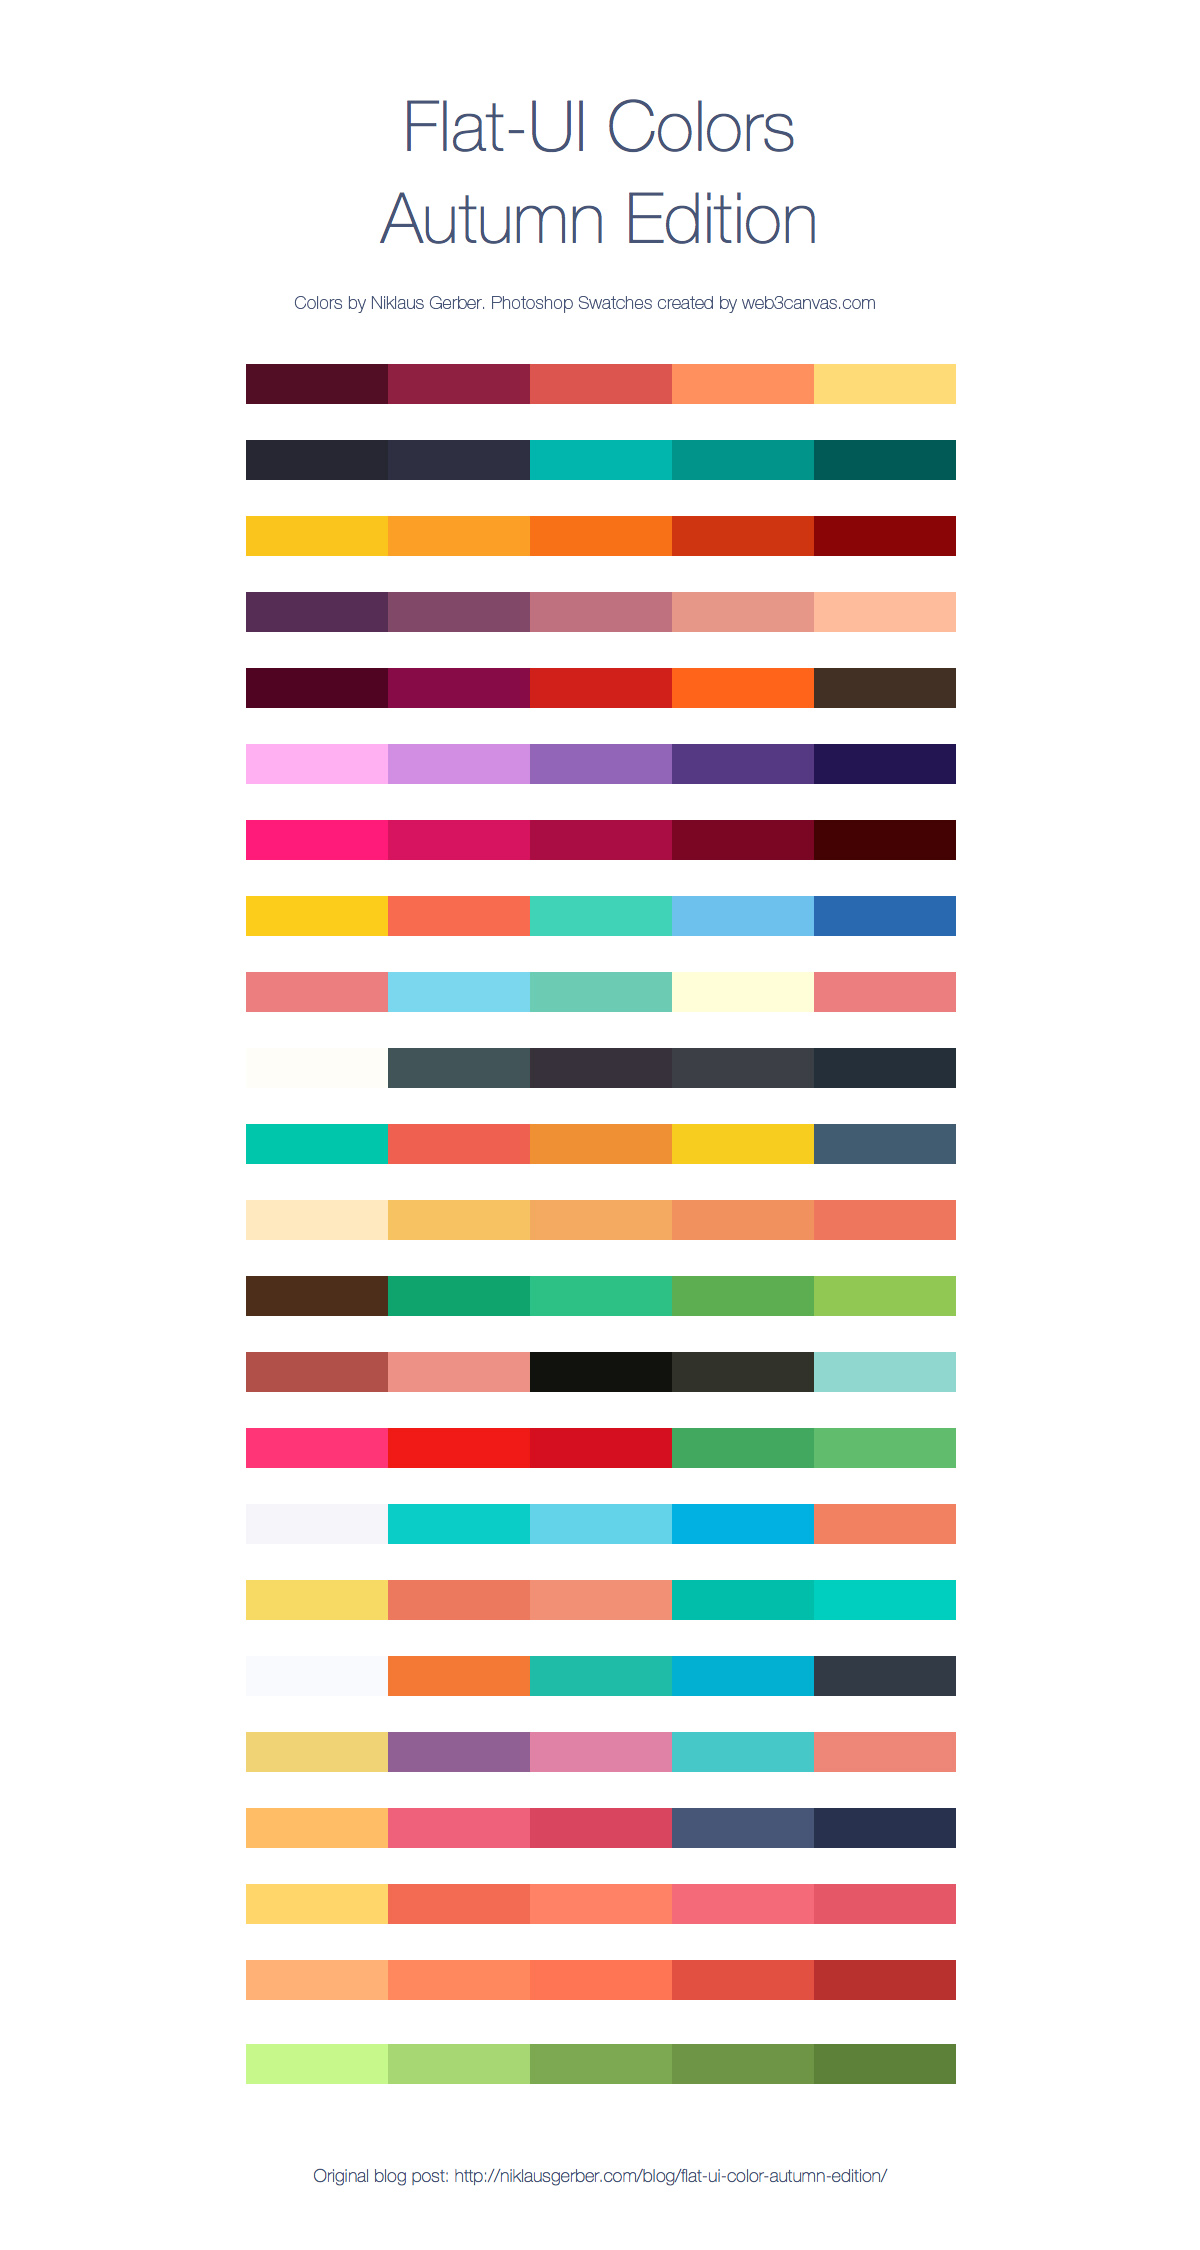 Flat-UI Colors
Autumn Edition
Colors by Niklaus Gerber. Photoshop Swatches created by web3canvas.com
Original blog post: http://niklausgerber.com/blog/flat-ui-color-autumn-edition/